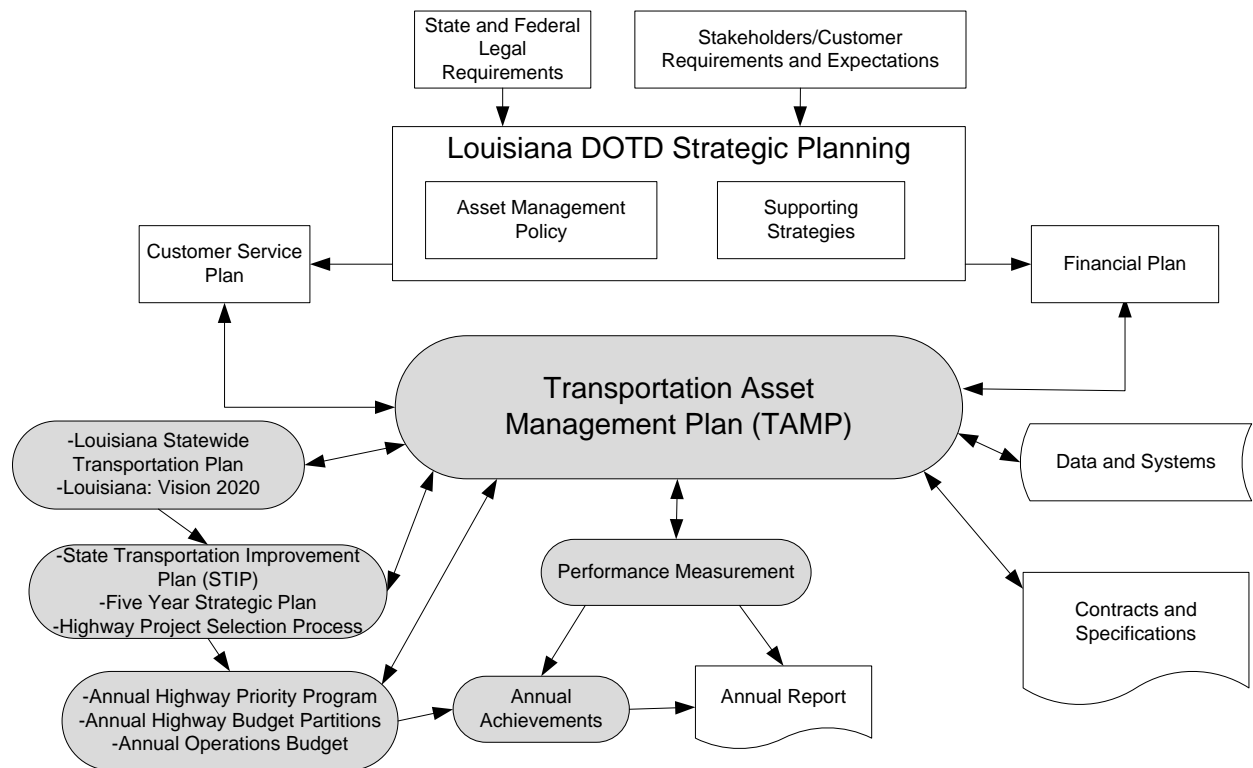 State and Federal
Legal
Requirements
Stakeholders/Customer
Requirements and Expectations
Louisiana DOTD Strategic Planning
Asset Management
Policy
Supporting
Strategies
Customer Service
Plan
Financial Plan
Transportation Asset
Management Plan (TAMP)
-Louisiana Statewide
Transportation Plan
-Louisiana: Vision 2020
Data and Systems
-State Transportation Improvement
Plan (STIP)
-Five Year Strategic Plan
-Highway Project Selection Process
Performance Measurement
Contracts and
Specifications
-Annual Highway Priority Program
-Annual Highway Budget Partitions
-Annual Operations Budget
Annual
Achievements
Annual Report